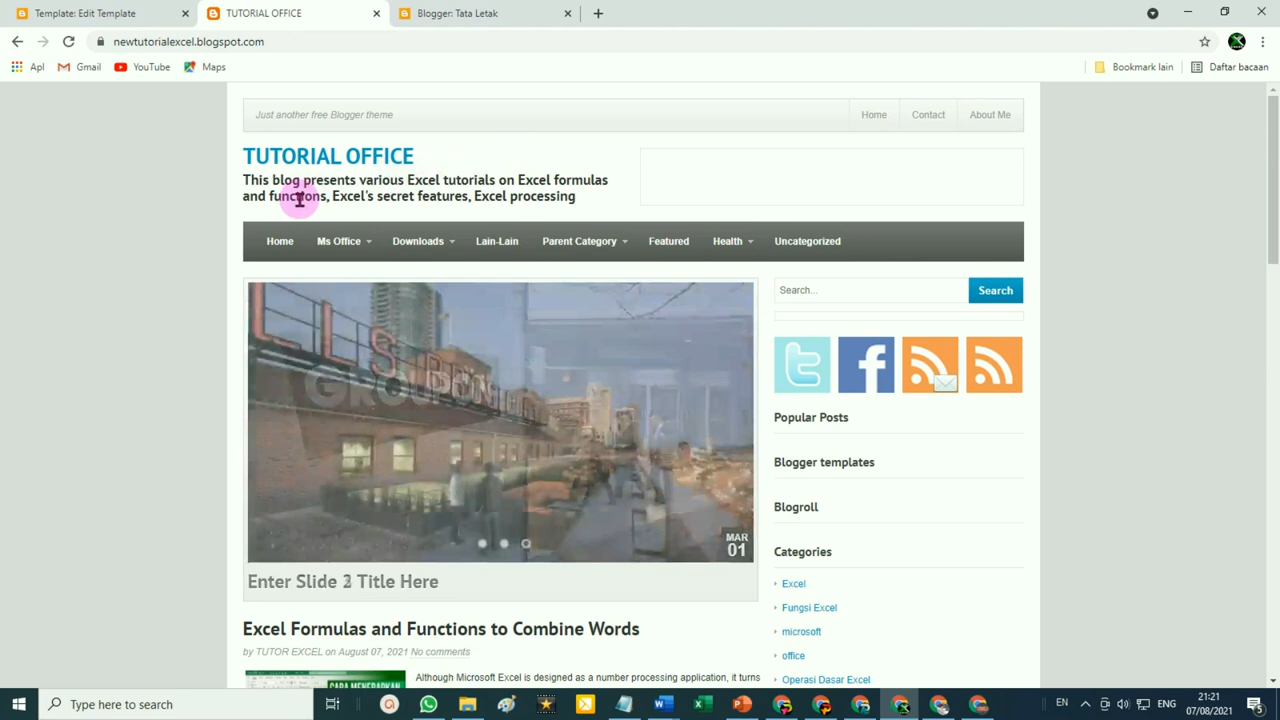 Template: Edit Template
TUTORIAL OFFICE
Blogger: Tata Letak
newtutorialexcel.blogspot.com
Apl
Gmail
YouTube
Maps
Bookmark lain
Daftar bacaan
Just another free Blogger theme
Home
Contact
About Me
TUTORIAL OFFICE
This blog presents various Excel tutorials on Excel formulas
and functions, Excel's secret features, Excel processing
Home
Ms Office
Downloads
Lain-Lain
Parent Category
Featured
Health
Uncategorized
Search...
Search
GROUPON
MAR
01
Enter Slide 2 Title Here
Popular Posts
Blogger templates
Blogroll
Categories
Excel
Fungsi Excel
microsoft
office
Operasi Dasar Excel
Excel Formulas and Functions to Combine Words
by TUTOR EXCEL on August 07, 2021 No comments
Although Microsoft Excel is designed as a number processing application, it turns
Type here to search
EN
ENG
21:21
07/08/2021
5